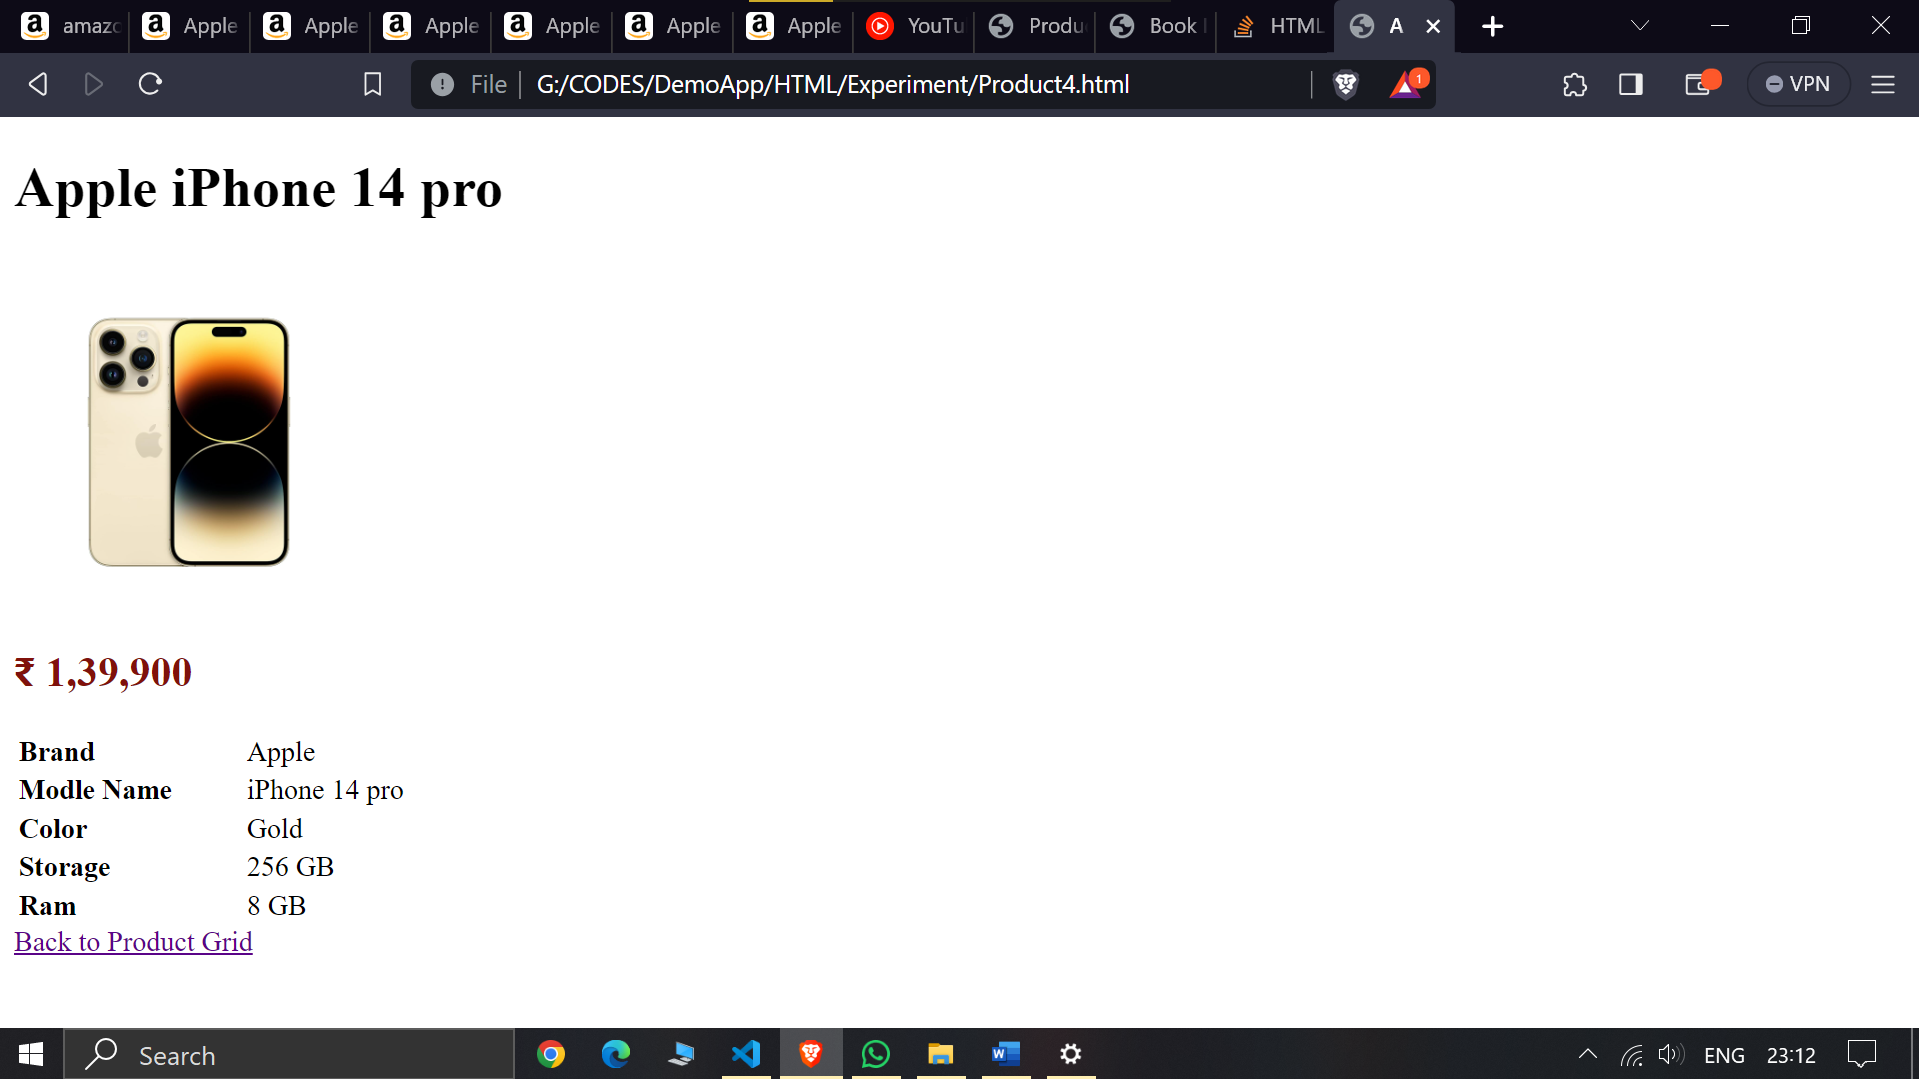 amazo Apple Apple Apple Apple Apple Apple YouTu Produ Book HTML A
File G:/CODES/DemoApp/HTML/Experiment/Product4.html 1 VPN
Apple iPhone 14 pro
₹ 1,39,900
Brand Apple
Modle Name iPhone 14 pro
Color Gold
Storage 256 GB
Ram 8 GB
Back to Product Grid
Search ENG 23:12